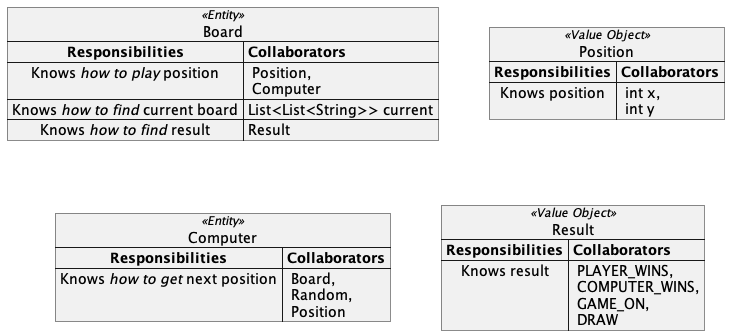 «Entity»
Board
Responsibilities Collaborators
Knows how to play position Position,
Computer
Knows how to find current board List<List<String>> current
Knows how to find result Result
«Value Object»
Position
Responsibilities Collaborators
Knows position int x,
int y
«Entity»
Computer
Responsibilities Collaborators
Knows how to get next position Board,
Random,
Position
«Value Object»
Result
Responsibilities Collaborators
Knows result PLAYER_WINS,
COMPUTER_WINS,
GAME_ON,
DRAW